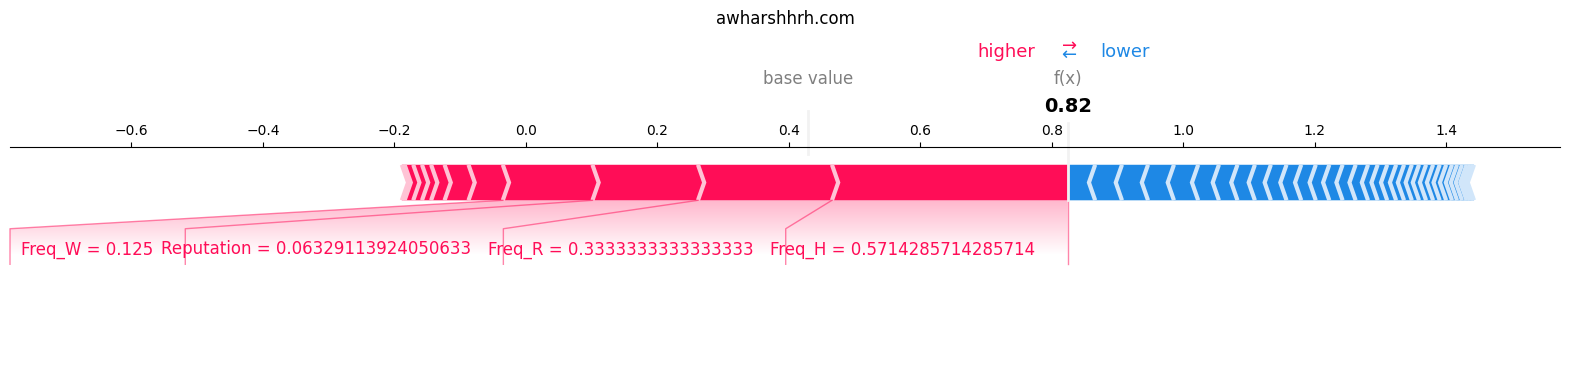 awharshhrh.com
higher → ← lower
base value f(x)
0.82
−0.6 −0.4 −0.2 0.0 0.2 0.4 0.6 0.8 1.0 1.2 1.4
Freq_W = 0.125 Reputation = 0.06329113924050633 Freq_R = 0.3333333333333333 Freq_H = 0.5714285714285714